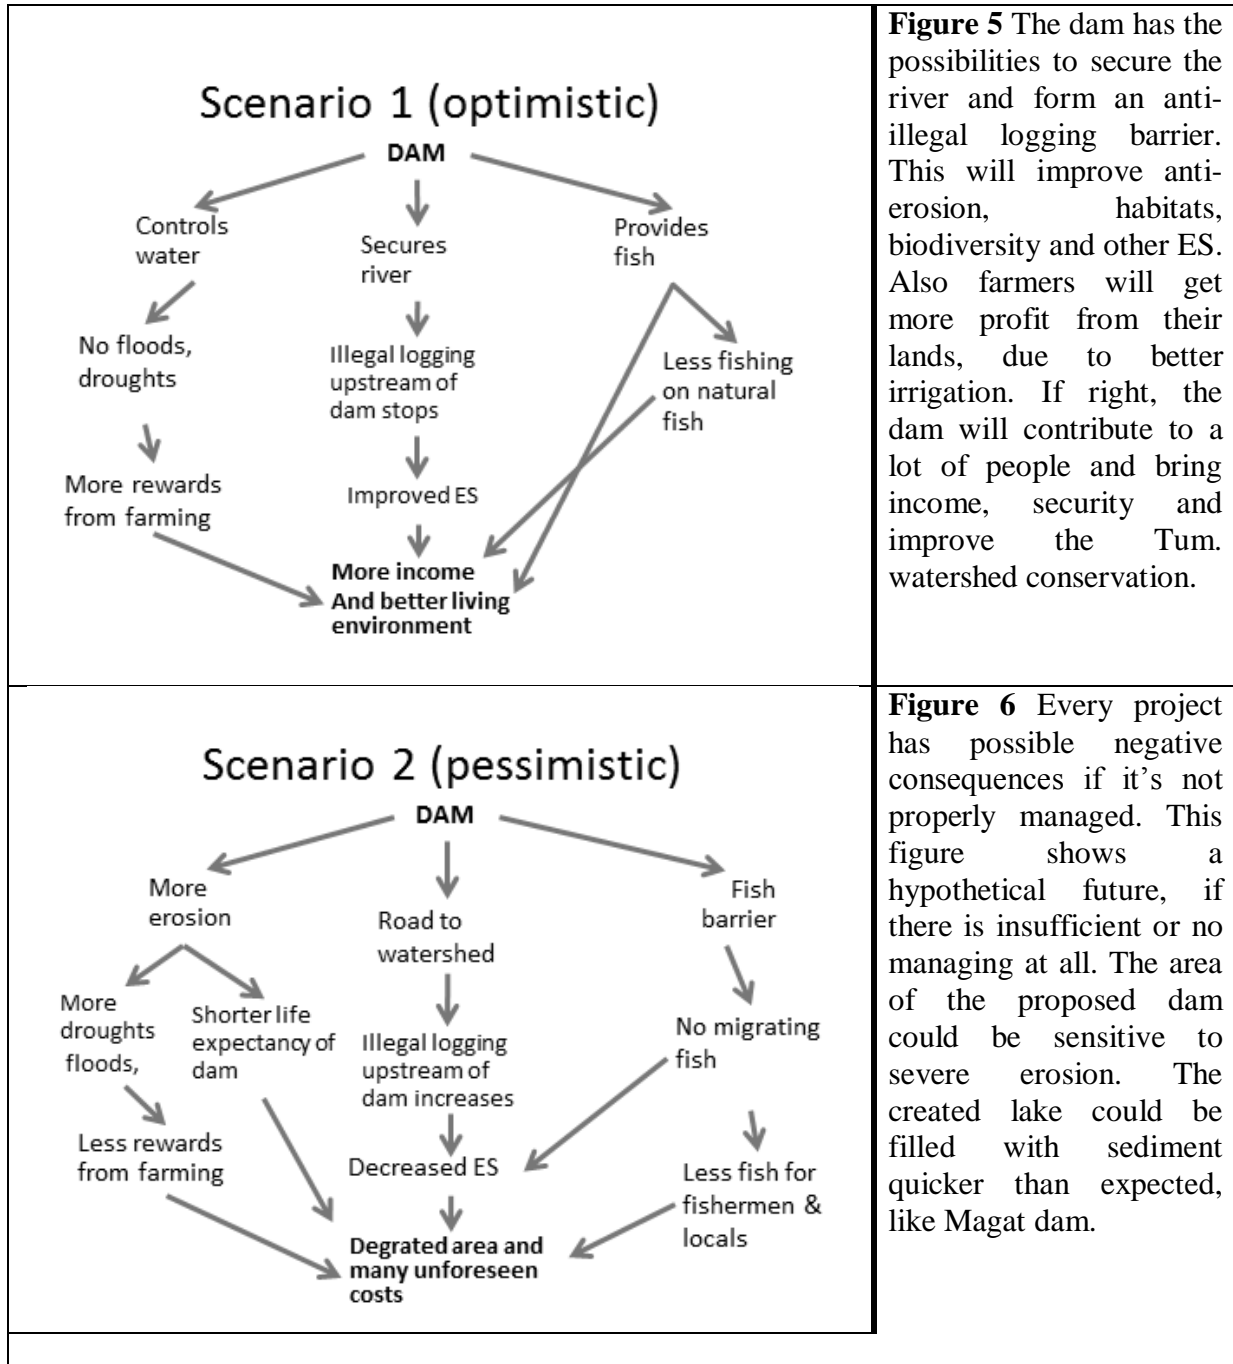 Scenario 1 (optimistic)
DAM
Controls
water
Secures
river
Provides
fish
No floods,
droughts
Illegal logging
upstream of
dam stops
Less fishing
on natural
fish
More rewards
from farming
Improved ES
More income
And better living
environment
Figure 5 The dam has the
possibilities to secure the
river and form an anti-
illegal logging barrier.
This will improve anti-
erosion, habitats,
biodiversity and other ES.
Also farmers will get
more profit from their
lands, due to better
irrigation. If right, the
dam will contribute to a
lot of people and bring
income, security and
improve the Tum.
watershed conservation.
Scenario 2 (pessimistic)
DAM
More
erosion
Road to
watershed
Fish
barrier
More
droughts
floods,
Shorter life
expectancy of
dam
Illegal logging
upstream of
dam increases
No migrating
fish
Less rewards
from farming
Decreased ES
Less fish for
fishermen &
locals
Degrated area and
many unforeseen
costs
Figure 6 Every project
has possible negative
consequences if it’s not
properly managed. This
figure shows a
hypothetical future, if
there is insufficient or no
managing at all. The area
of the proposed dam
could be sensitive to
severe erosion. The
created lake could be
filled with sediment
quicker than expected,
like Magat dam.